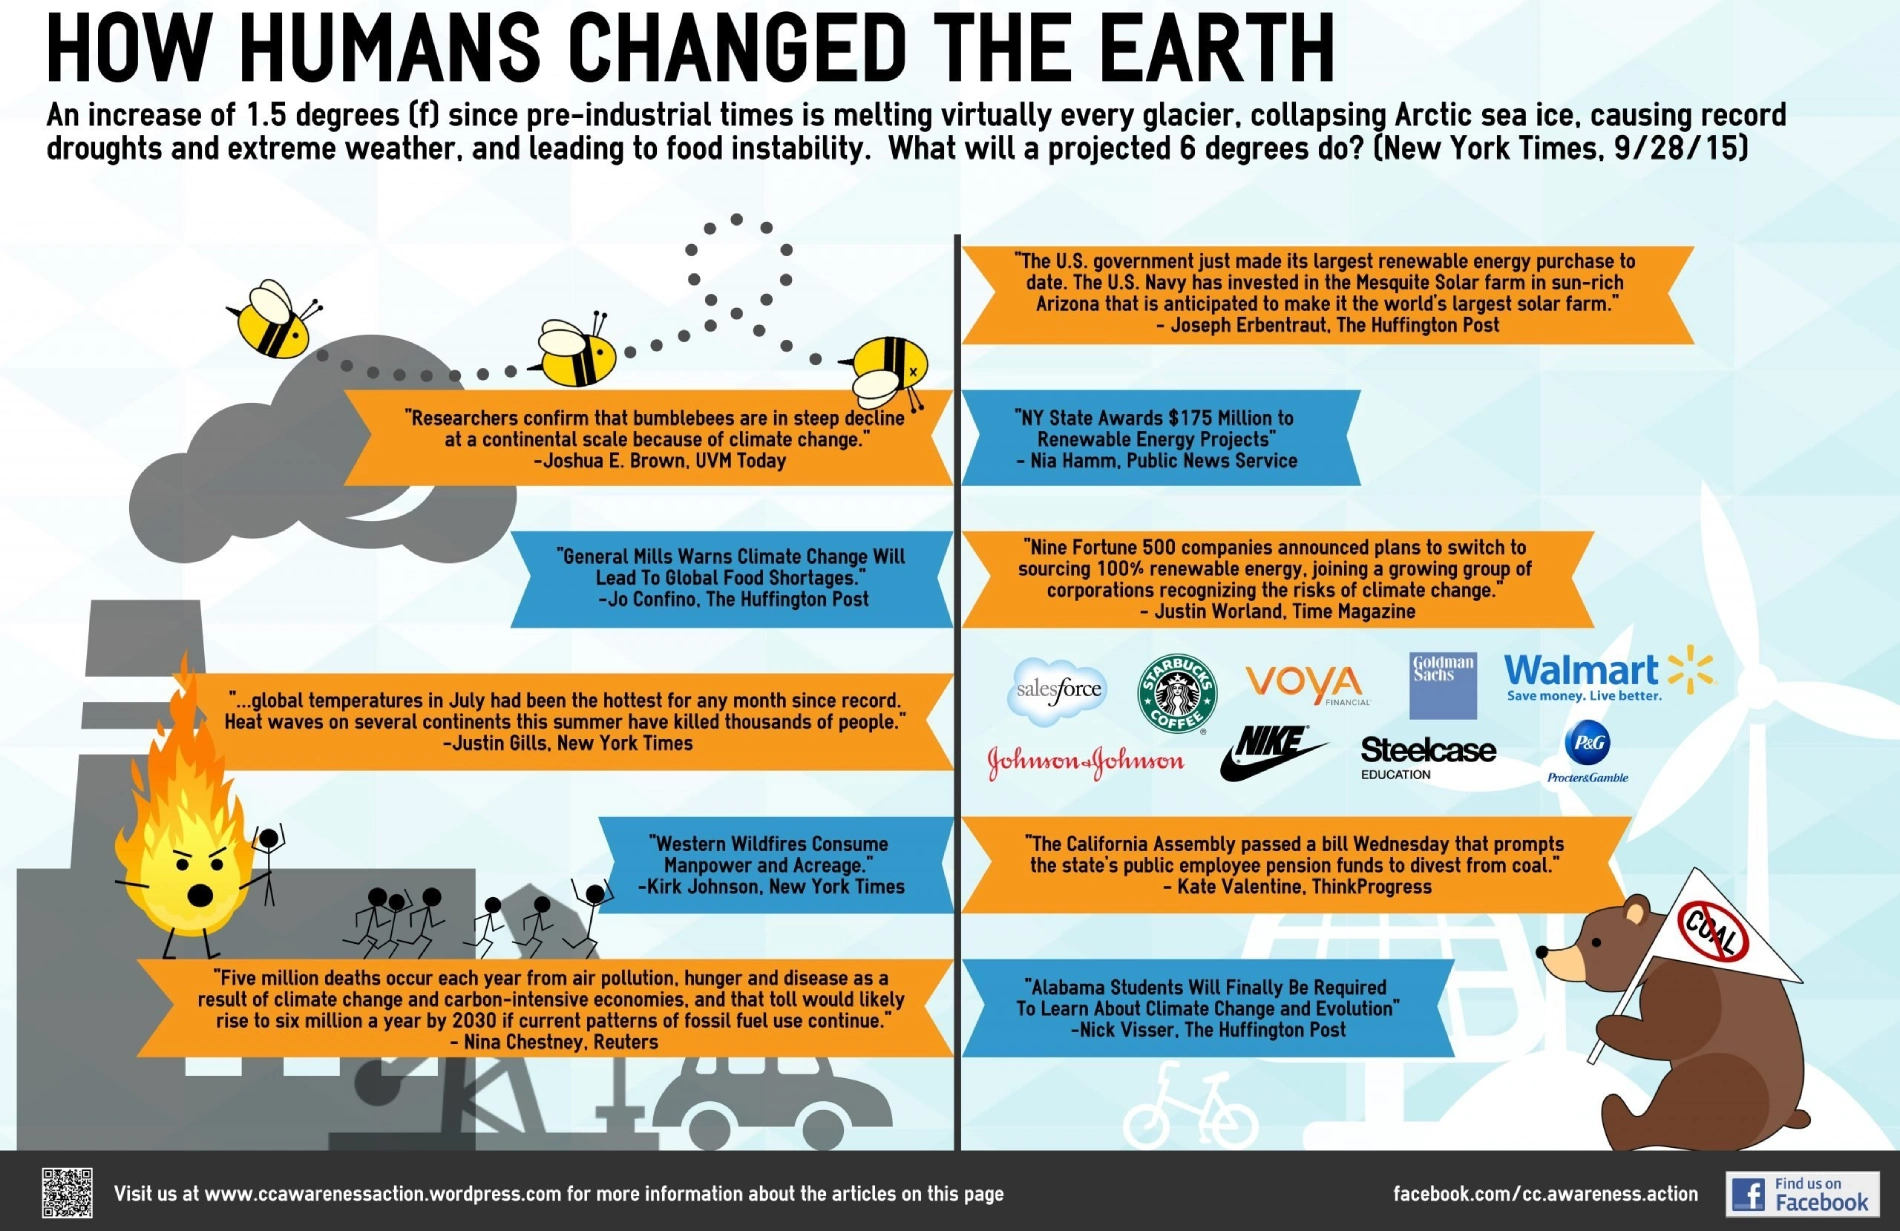 HOW HUMANS CHANGED THE EARTH
An increase of 1.5 degrees (f) since pre-industrial times is melting virtually every glacier, collapsing Arctic sea ice, causing record
droughts and extreme weather, and leading to food instability. What will a projected 6 degrees do? (New York Times, 9/28/15)
"Researchers confirm that bumblebees are in steep decline
at a continental scale because of climate change."
-Joshua E. Brown, UVM Today
"General Mills Warns Climate Change Will
Lead To Global Food Shortages."
-Jo Confino, The Huffington Post
"...global temperatures in July had been the hottest for any month since record.
Heat waves on several continents this summer have killed thousands of people."
-Justin Gills, New York Times
"Western Wildfires Consume
Manpower and Acreage."
-Kirk Johnson, New York Times
"Five million deaths occur each year from air pollution, hunger and disease as a
result of climate change and carbon-intensive economies, and that toll would likely
rise to six million a year by 2030 if current patterns of fossil fuel use continue."
- Nina Chestney, Reuters
"The U.S. government just made its largest renewable energy purchase to
date. The U.S. Navy has invested in the Mesquite Solar farm in sun-rich
Arizona that is anticipated to make it the world's largest solar farm."
- Joseph Erbentraut, The Huffington Post
"NY State Awards $175 Million to
Renewable Energy Projects"
- Nia Hamm, Public News Service
"Nine Fortune 500 companies announced plans to switch to
sourcing 100% renewable energy, joining a growing group of
corporations recognizing the risks of climate change."
- Justin Worland, Time Magazine
salesforce
STARBUCKS
COFFEE
VOYA
FINANCIAL
Goldman
Sachs
Walmart
Save money. Live better.
Johnson&Johnson
NIKE
Steelcase
EDUCATION
P&G
Procter&Gamble
"The California Assembly passed a bill Wednesday that prompts
the state's public employee pension funds to divest from coal."
- Kate Valentine, ThinkProgress
COAL
"Alabama Students Will Finally Be Required
To Learn About Climate Change and Evolution"
-Nick Visser, The Huffington Post
Visit us at www.ccawarenessaction.wordpress.com for more information about the articles on this page
facebook.com/cc.awareness.action
Find us on
Facebook